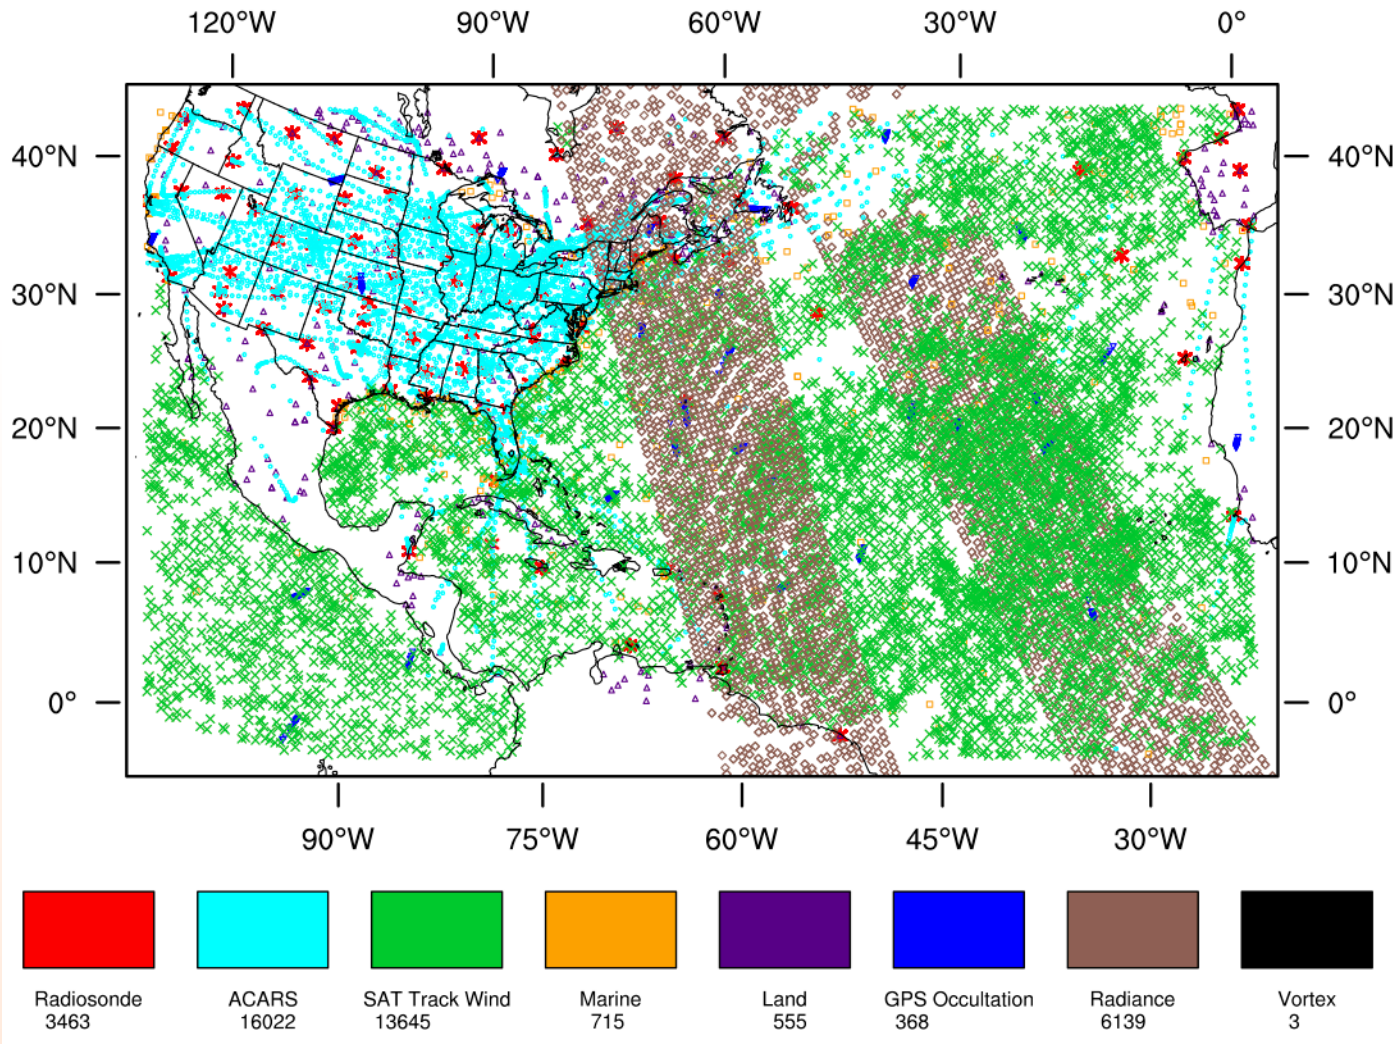 120°W 90°W 60°W 30°W 0°
40°N 40°N
30°N 30°N
20°N 20°N
10°N 10°N
0° 0°
90°W 75°W 60°W 45°W 30°W
Radiosonde ACARS SAT Track Wind Marine Land GPS Occultation Radiance Vortex
3463 16022 13645 715 555 368 6139 3